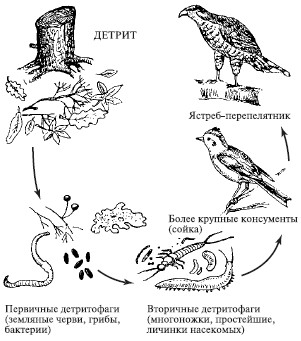 ДЕТРИТ
Ястреб-перепелятник
Более крупные консументы
(сойка)
Первичные детритофаги
(земляные черви, грибы,
бактерии)
Вторичные детритофаги
(многоножки, простейшие,
личинки насекомых)